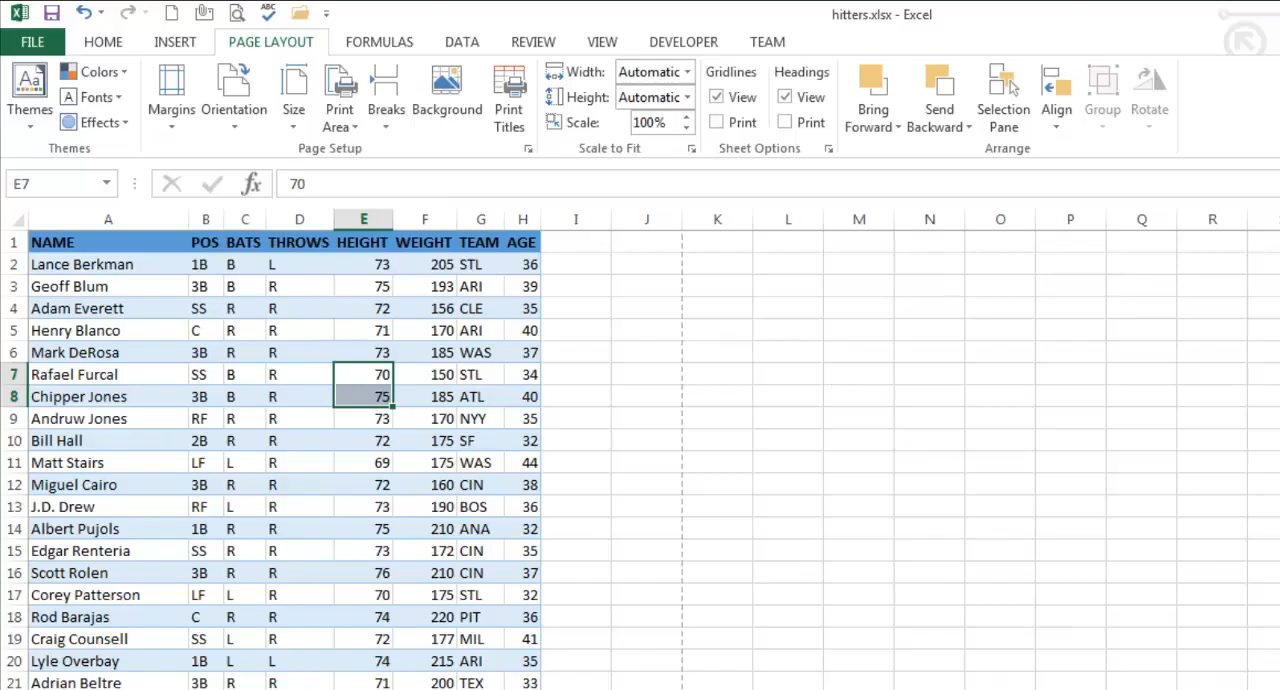 hitters.xlsx - Excel
FILE HOME INSERT PAGE LAYOUT FORMULAS DATA REVIEW VIEW DEVELOPER TEAM
Aa Themes Colors A Fonts Effects Margins Orientation Size Print Area Breaks Background Print Titles Width: Automatic Height: Automatic Scale: 100% Gridlines View Print Headings View Print Bring Forward Send Backward Selection Pane Align Group Rotate
Themes Page Setup Scale to Fit Sheet Options Arrange
E7 fx 70
A B C D E F G H I J K L M N O P Q R
1 NAME POS BATS THROWS HEIGHT WEIGHT TEAM AGE
2 Lance Berkman 1B B L 73 205 STL 36
3 Geoff Blum 3B B R 75 193 ARI 39
4 Adam Everett SS R R 72 156 CLE 35
5 Henry Blanco C R R 71 170 ARI 40
6 Mark DeRosa 3B R R 73 185 WAS 37
7 Rafael Furcal SS B R 70 150 STL 34
8 Chipper Jones 3B B R 75 185 ATL 40
9 Andruw Jones RF R R 73 170 NYY 35
10 Bill Hall 2B R R 72 175 SF 32
11 Matt Stairs LF L R 69 175 WAS 44
12 Miguel Cairo 3B R R 72 160 CIN 38
13 J.D. Drew RF L R 73 190 BOS 36
14 Albert Pujols 1B R R 75 210 ANA 32
15 Edgar Renteria SS R R 73 172 CIN 35
16 Scott Rolen 3B R R 76 210 CIN 37
17 Corey Patterson LF L R 70 175 STL 32
18 Rod Barajas C R R 74 220 PIT 36
19 Craig Counsell SS L R 72 177 MIL 41
20 Lyle Overbay 1B L L 74 215 ARI 35
21 Adrian Beltre 3B R R 71 200 TEX 33